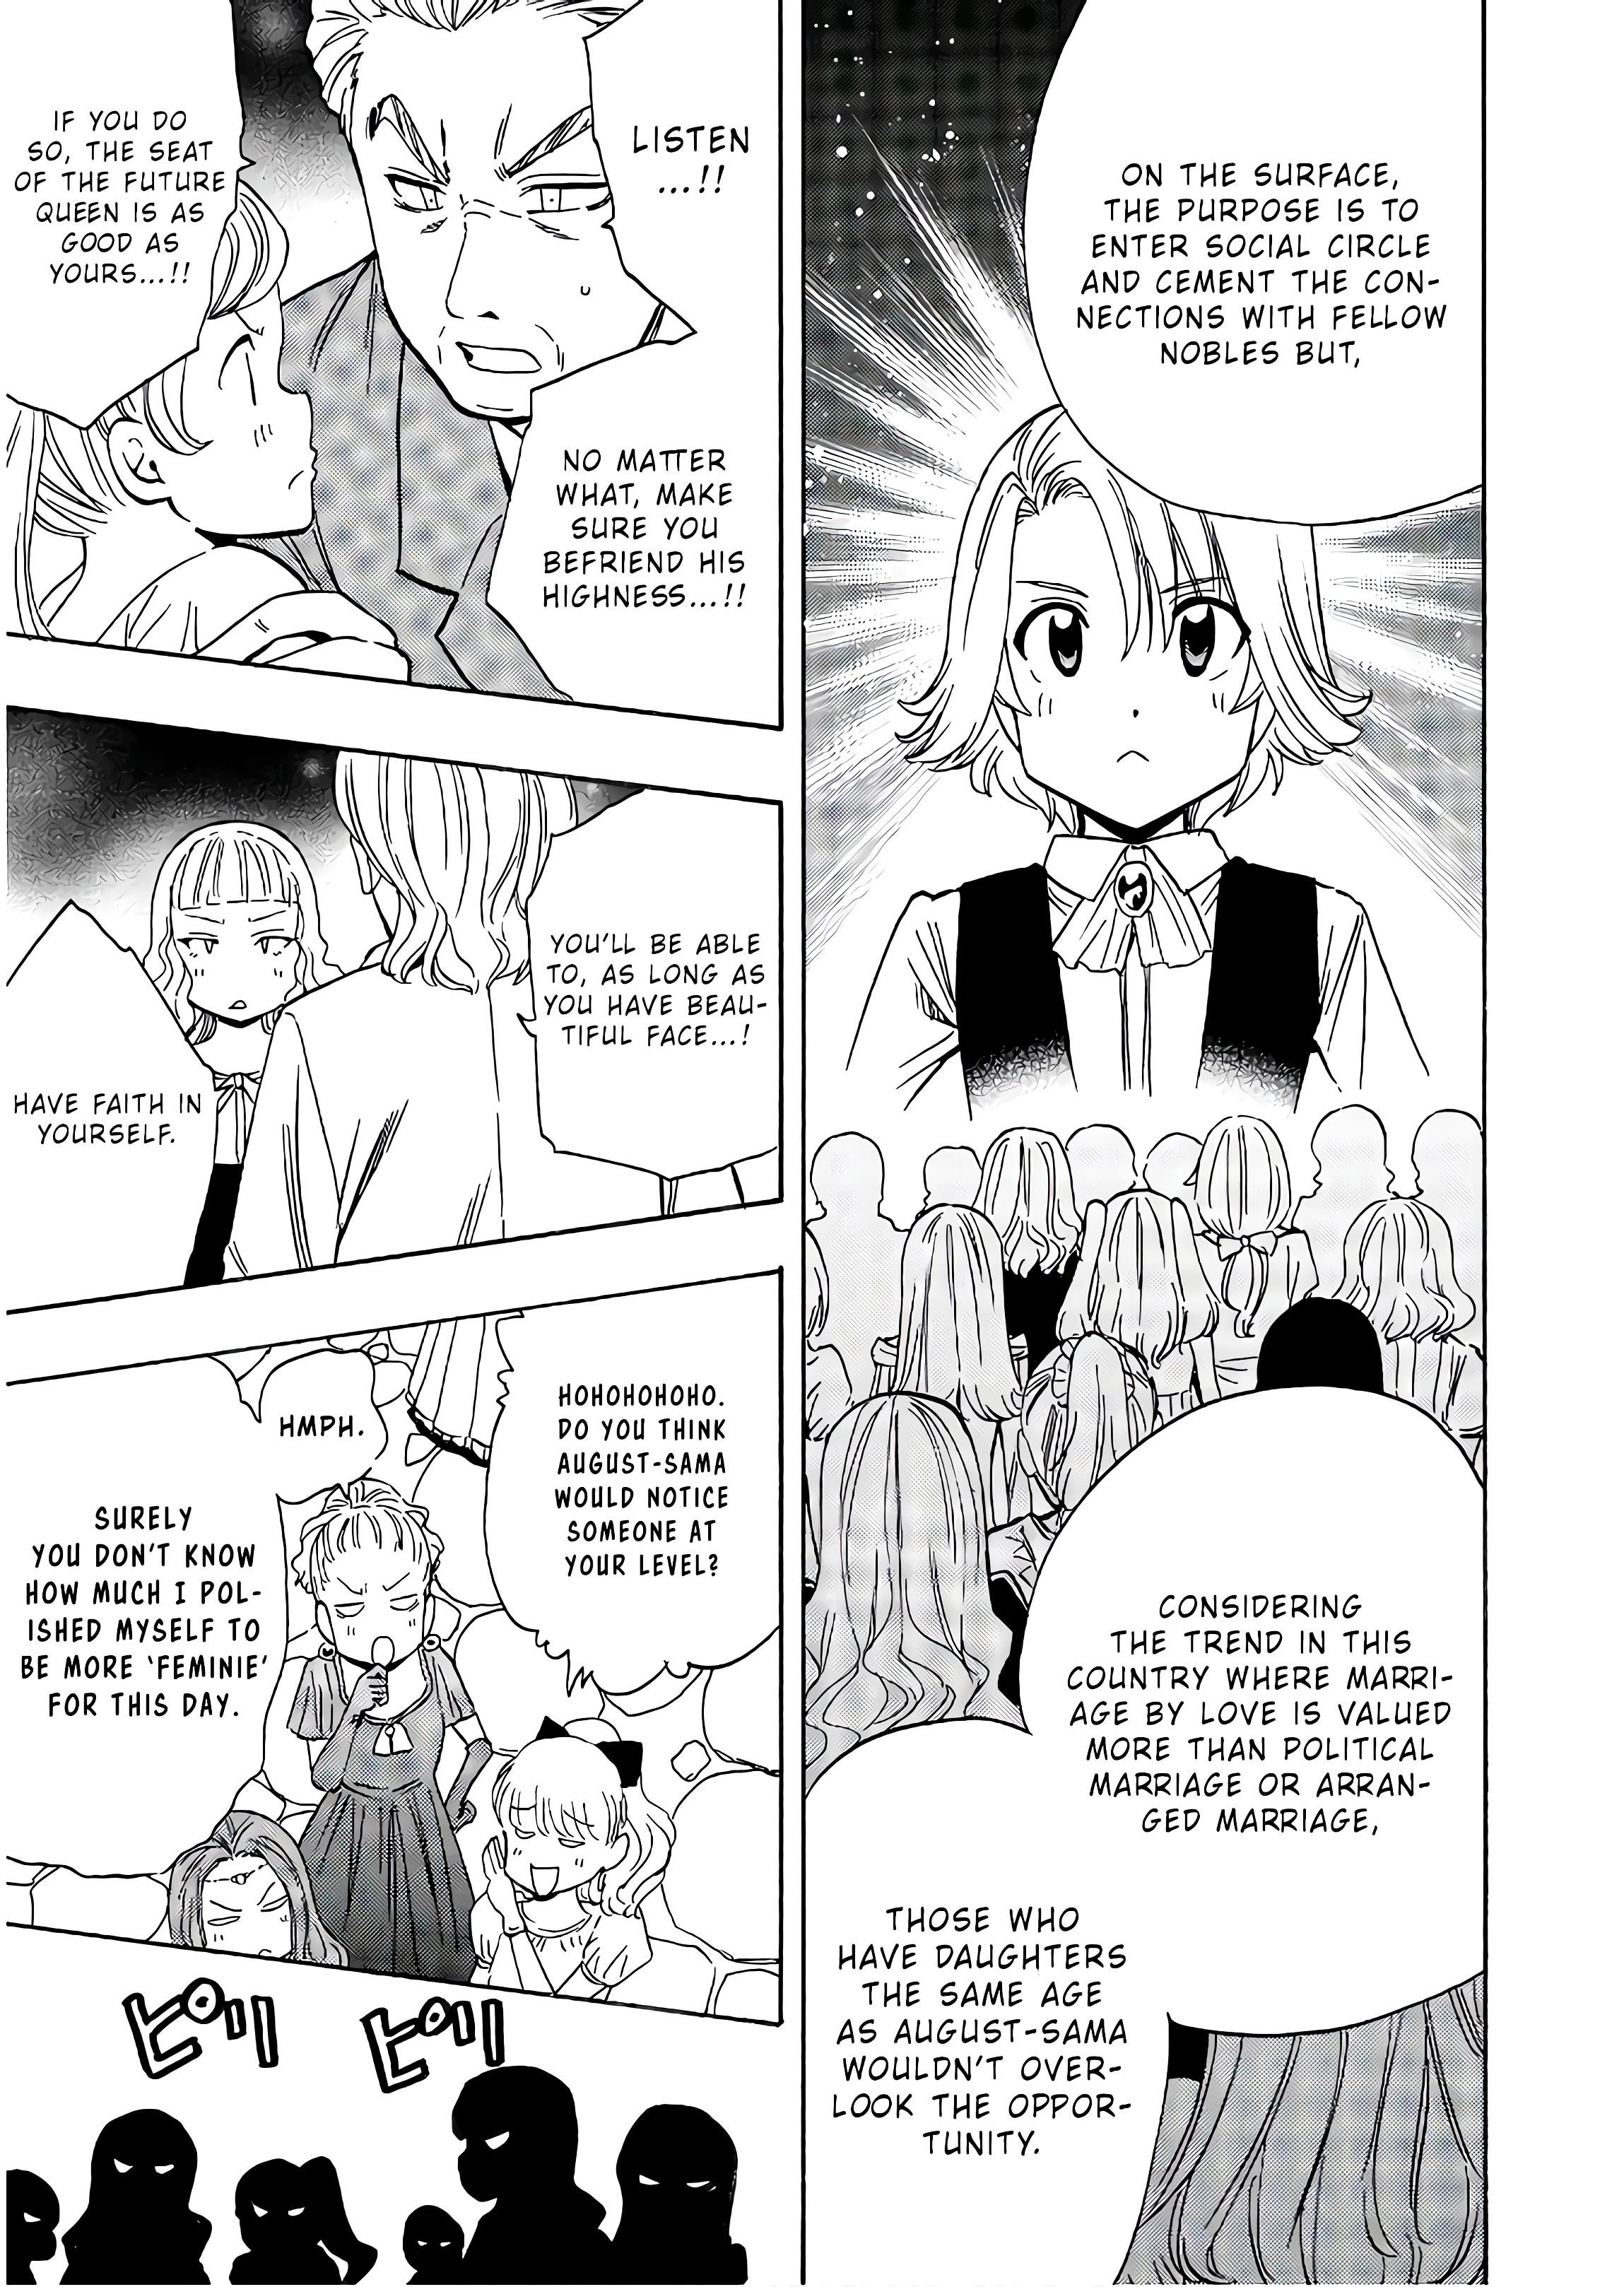 ON THE SURFACE,
THE PURPOSE IS TO
ENTER SOCIAL CIRCLE
AND CEMENT THE CON-
NECTIONS WITH FELLOW
NOBLES BUT,
CONSIDERING
THE TREND IN THIS
COUNTRY WHERE MARRI-
AGE BY LOVE IS VALUED
MORE THAN POLITICAL
MARRIAGE OR ARRAN-
GED MARRIAGE,
THOSE WHO
HAVE DAUGHTERS
THE SAME AGE
AS AUGUST-SAMA
WOULDN'T OVER-
LOOK THE OPPOR-
TUNITY.
LISTEN
...!!
NO MATTER
WHAT, MAKE
SURE YOU
BEFRIEND HIS
HIGHNESS...!!
IF YOU DO
SO, THE SEAT
OF THE FUTURE
QUEEN IS AS
GOOD AS
YOURS...!!
YOU'LL BE ABLE
TO, AS LONG AS
YOU HAVE BEAU-
TIFUL FACE...!
HAVE FAITH IN
YOURSELF.
HOHOHOHOHO.
DO YOU THINK
AUGUST-SAMA
WOULD NOTICE
SOMEONE AT
YOUR LEVEL?
HMPH.
SURELY
YOU DON'T KNOW
HOW MUCH I POL-
ISHED MYSELF TO
BE MORE 'FEMINIE'
FOR THIS DAY.
ピリ
ピリ